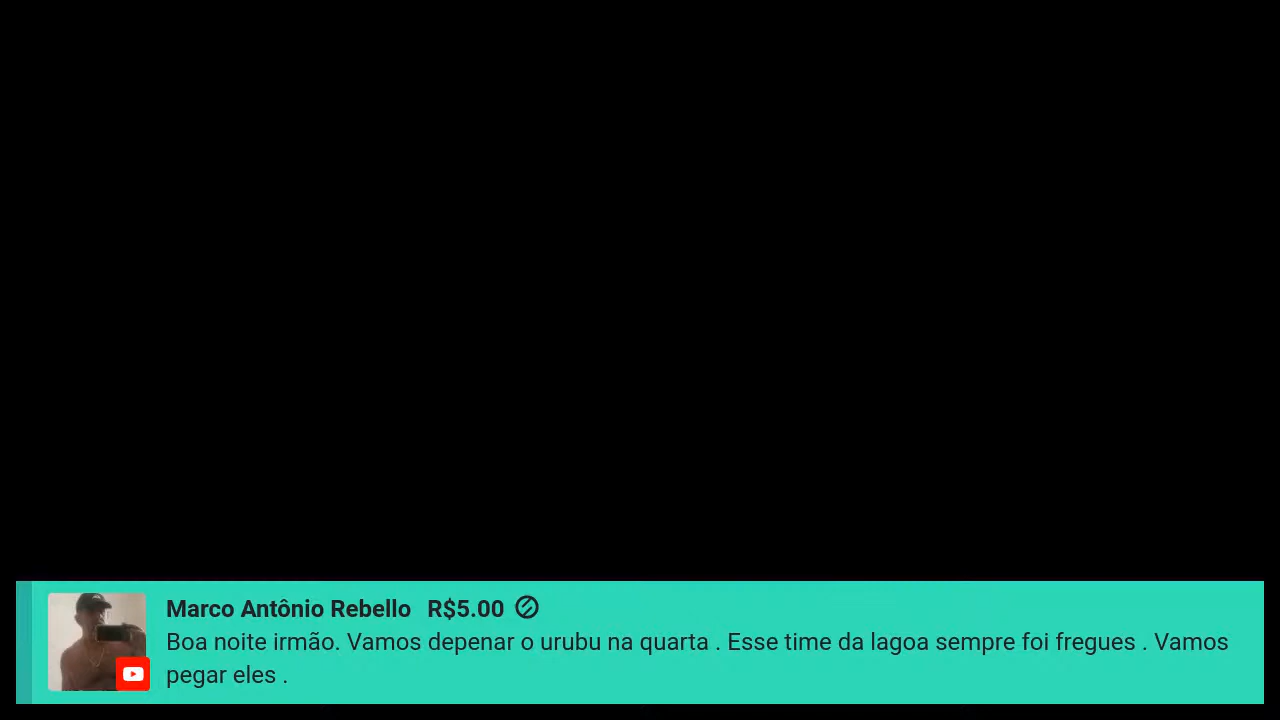 Marco Antônio Rebello R$5.00
Boa noite irmão. Vamos depenar o urubu na quarta . Esse time da lagoa sempre foi fregues . Vamos
pegar eles .